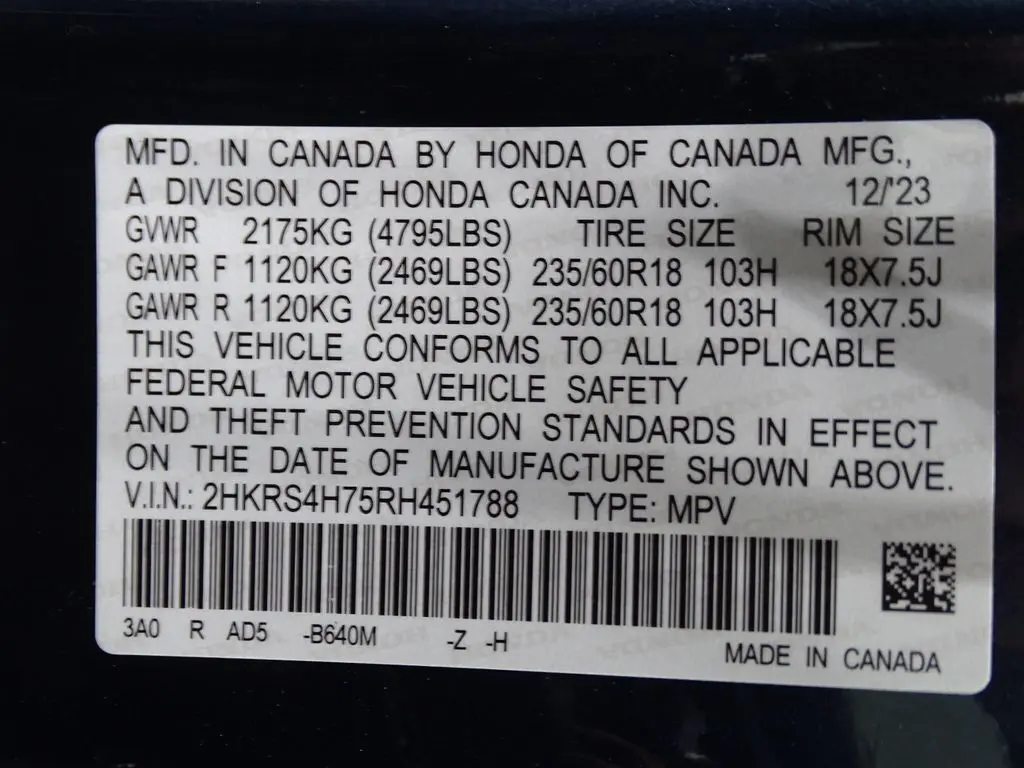 MFD. IN CANADA BY HONDA OF CANADA MFG.,
A DIVISION OF HONDA CANADA INC. 12/'23
GVWR 2175KG (4795LBS) TIRE SIZE RIM SIZE
GAWR F 1120KG (2469LBS) 235/60R18 103H 18X7.5J
GAWR R 1120KG (2469LBS) 235/60R18 103H 18X7.5J
THIS VEHICLE CONFORMS TO ALL APPLICABLE
FEDERAL MOTOR VEHICLE SAFETY
AND THEFT PREVENTION STANDARDS IN EFFECT
ON THE DATE OF MANUFACTURE SHOWN ABOVE.
V.I.N.: 2HKRS4H75RH451788 TYPE: MPV
3A0 R AD5 -B640M -Z -H
MADE IN CANADA